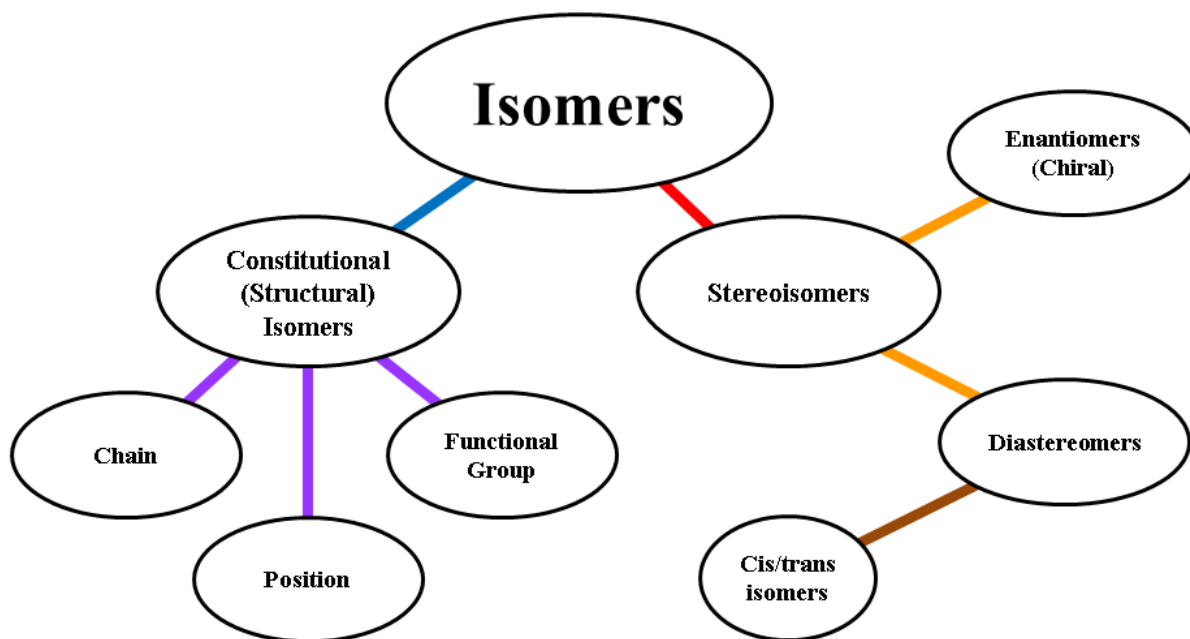 Isomers
Enantiomers
(Chiral)
Constitutional
(Structural)
Isomers
Stereoisomers
Chain
Functional
Group
Diastereomers
Position
Cis/trans
isomers